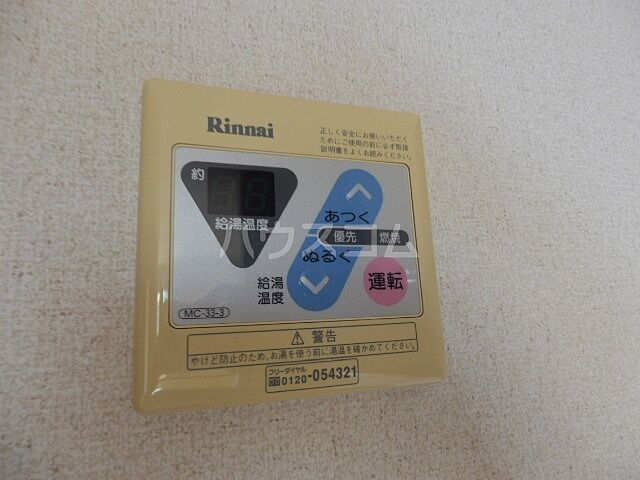 Rinnai
正しく安全にお使いいただく
ためにご使用の前に必ず取扱
説明書をよくお読みください。
約
給湯温度
あつく
優先 燃焼
ぬるく
ハウスコム
給湯
温度
運転
MC-33-3
⚠ 警告
やけど防止のため、お湯を使う前に湯温を確かめてください。
フリーダイヤル
0120-054321